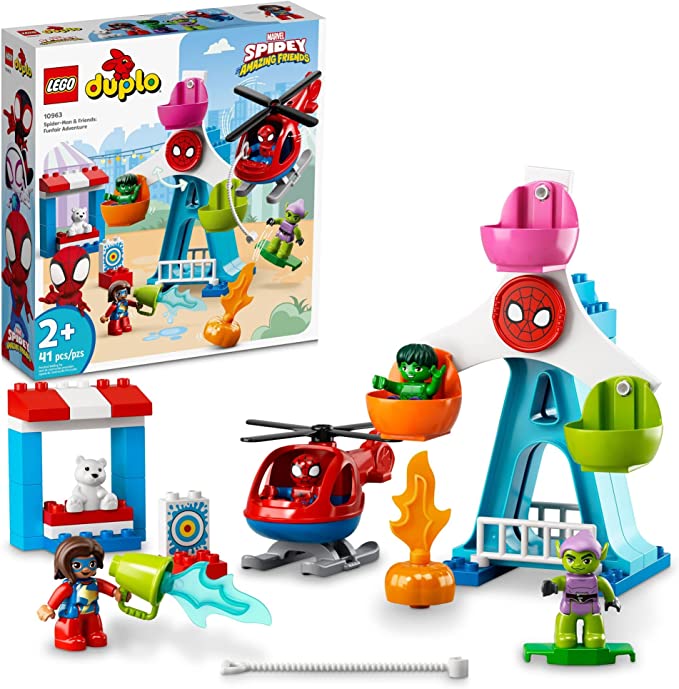 LEGO
duplo
MARVEL
SPIDEY
AND HIS
AMAZING FRIENDS
10963
Spider-Man & Friends:
Funfair Adventure
2+
41 pcs/pzs